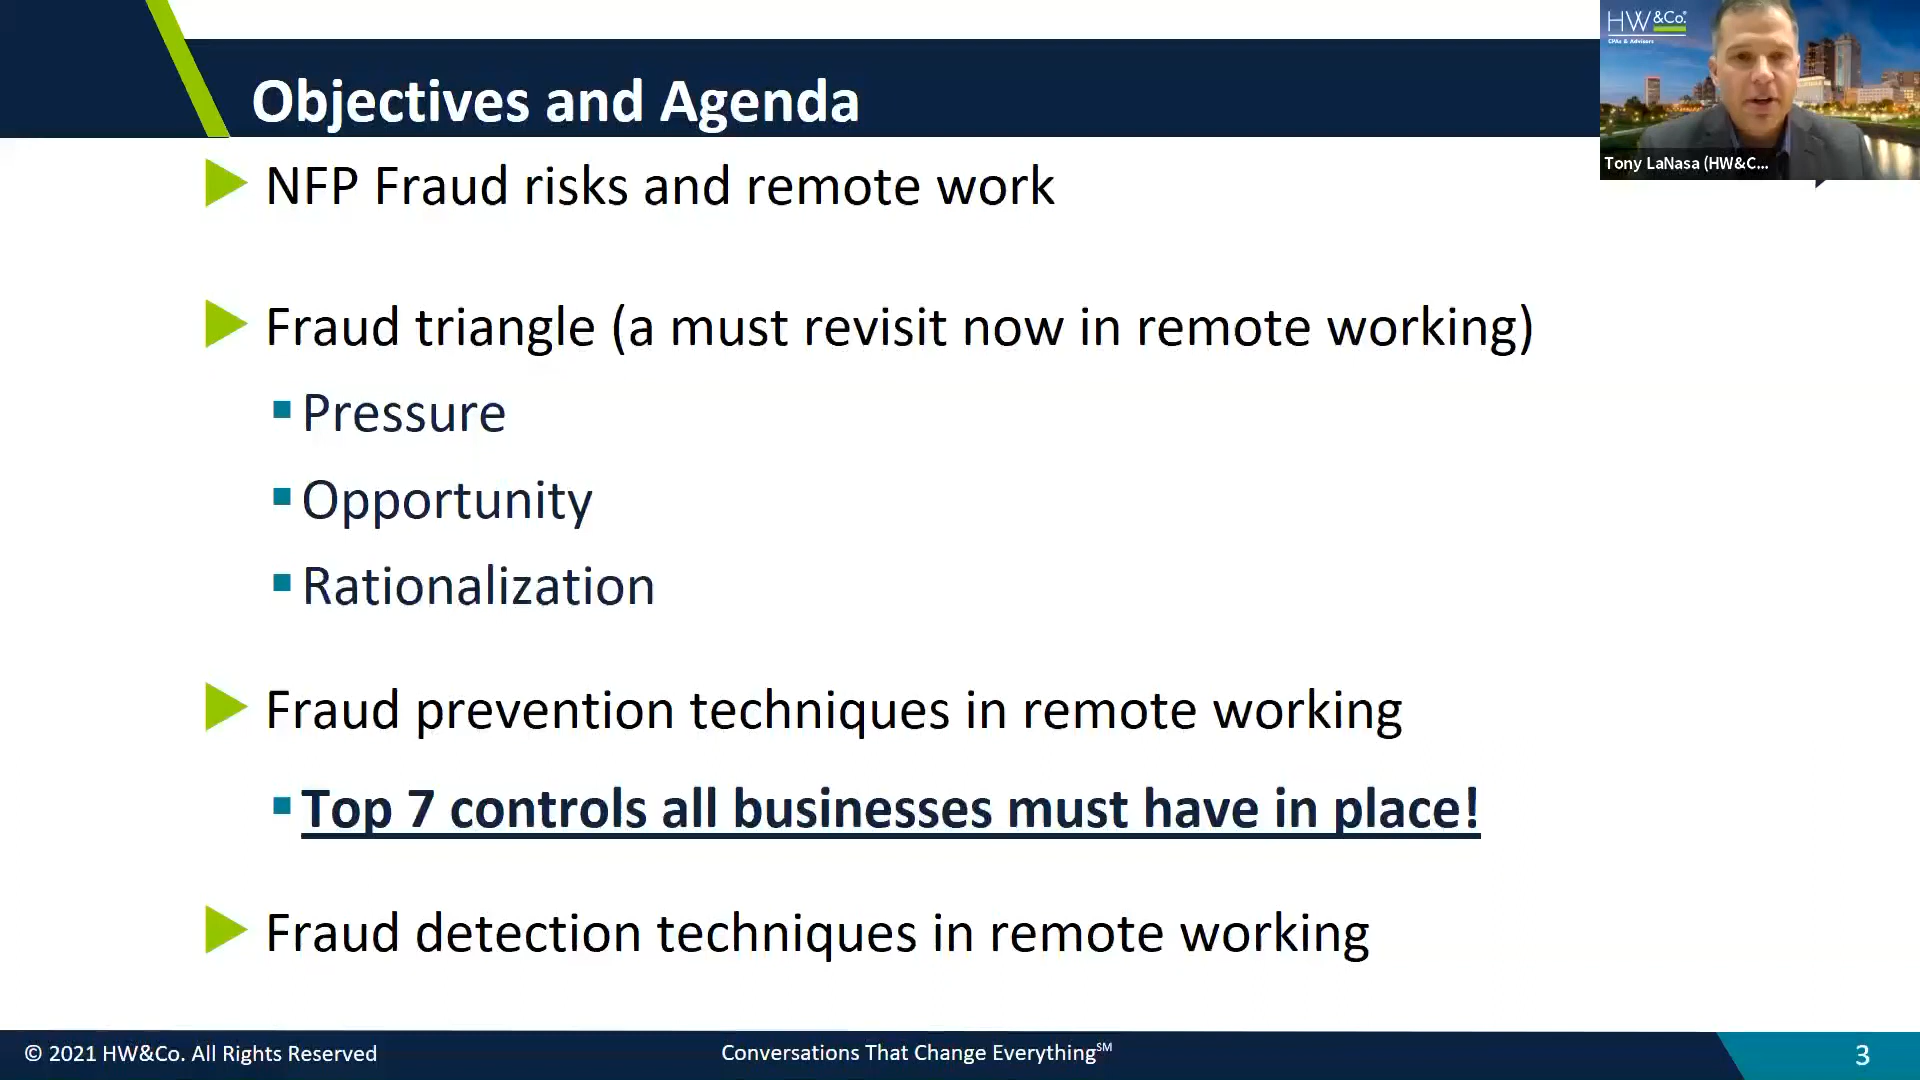 Objectives and Agenda
HW&Co.®
CPAs & Advisors
Tony LaNasa (HW&C...
NFP Fraud risks and remote work
Fraud triangle (a must revisit now in remote working)
Pressure
Opportunity
Rationalization
Fraud prevention techniques in remote working
Top 7 controls all businesses must have in place!
Fraud detection techniques in remote working
© 2021 HW&Co. All Rights Reserved
Conversations That Change Everything℠
3